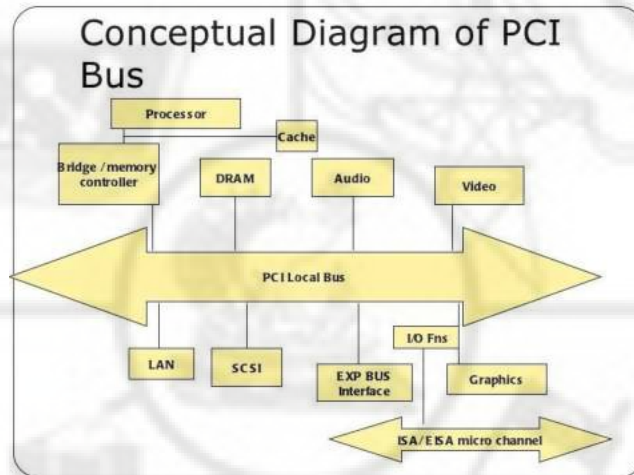 Conceptual Diagram of PCI
Bus
Processor
Cache
Bridge /memory
controller
DRAM
Audio
Video
PCI Local Bus
I/O Fns
LAN
SCSI
EXP BUS
Interface
Graphics
ISA/EISA micro channel